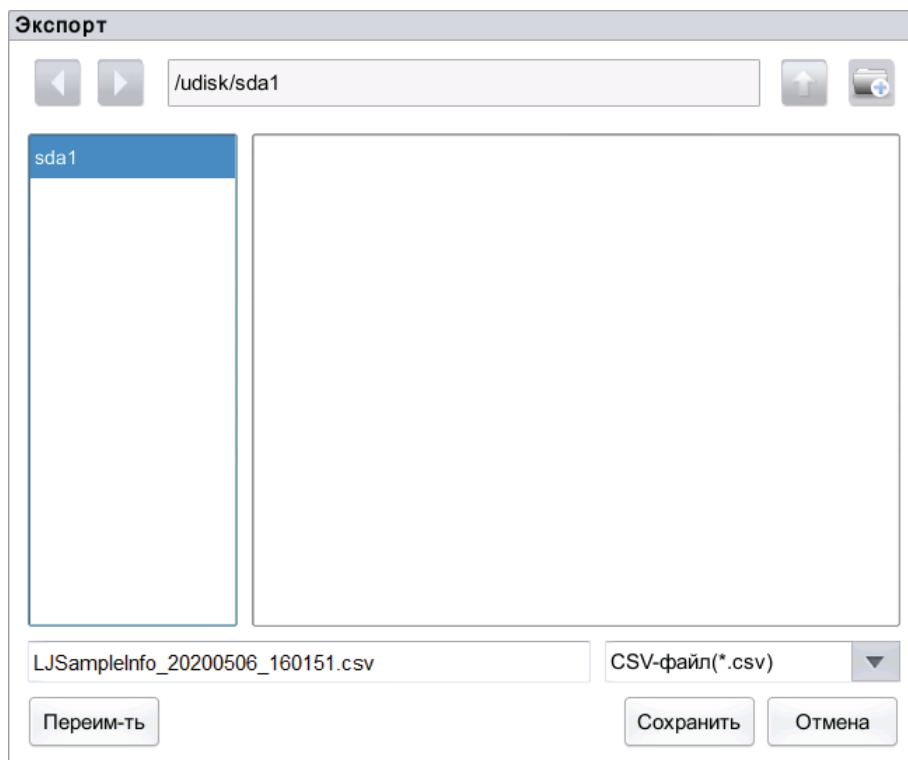 Экспорт
/udisk/sda1
sda1
LJSampleInfo_20200506_160151.csv
CSV-файл(*.csv)
Переим-ть
Сохранить
Отмена